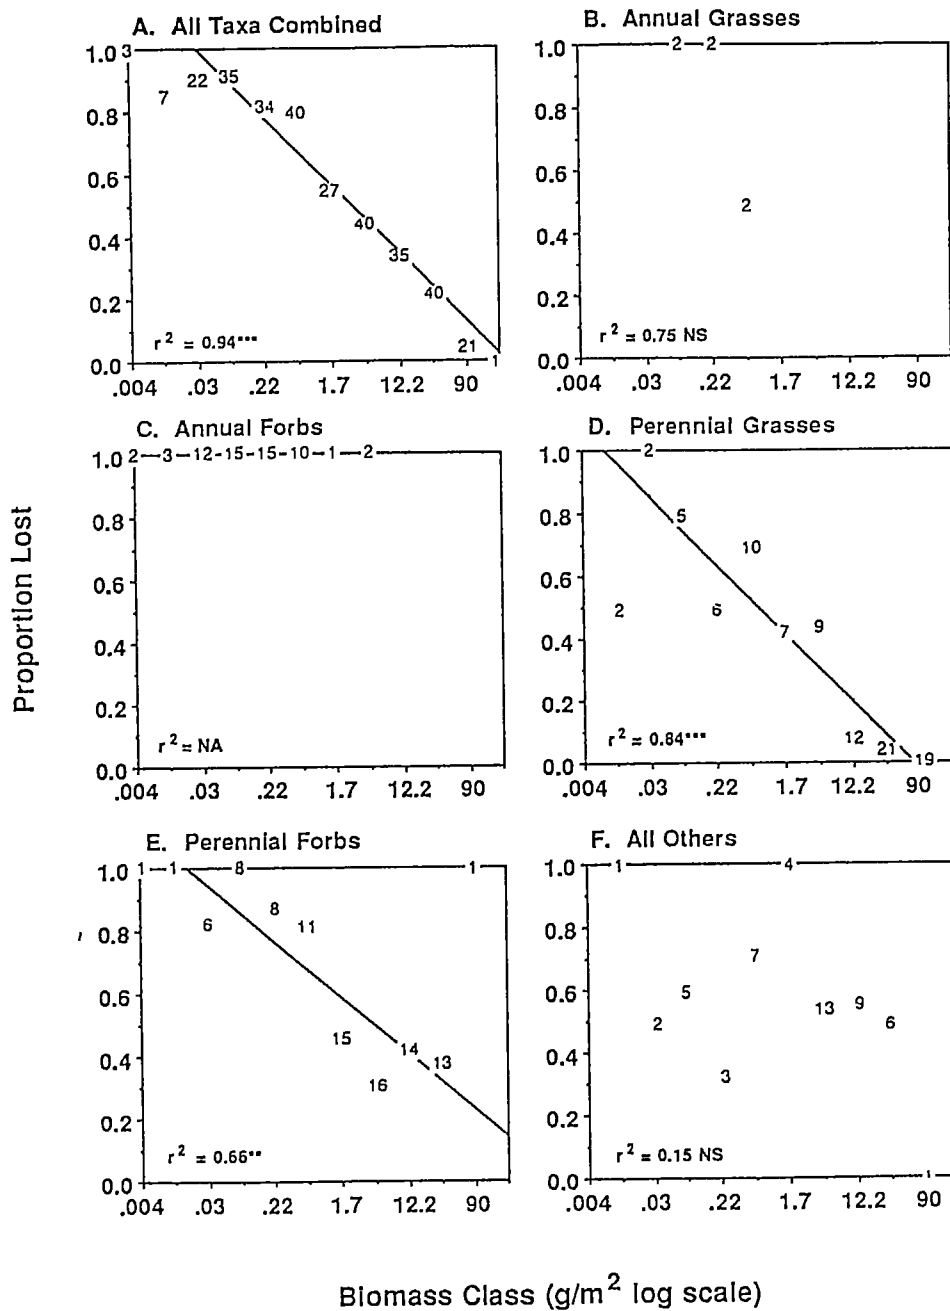 A. All Taxa Combined
1.0 3
7 22 35
34 40
0.8
0.6
27
40
0.4
35
40
0.2
21
1
r² = 0.94***
0.0
.004 .03 .22 1.7 12.2 90
B. Annual Grasses
1.0
2 2
0.8
0.6
2
0.4
0.2
r² = 0.75 NS
0.0
.004 .03 .22 1.7 12.2 90
C. Annual Forbs
1.0 2 3 12 15 15 10 1 2
0.8
0.6
0.4
0.2
r² = NA
0.0
.004 .03 .22 1.7 12.2 90
D. Perennial Grasses
1.0
2
5
0.8
10
0.6
2 6
7 9
0.4
0.2
12 21 19
r² = 0.84***
0.0
.004 .03 .22 1.7 12.2 90
Proportion Lost
E. Perennial Forbs
1.0 1 1 8 1
6 8 11
0.8
0.6
15
14 13
0.4
16
0.2
r² = 0.66**
0.0
.004 .03 .22 1.7 12.2 90
F. All Others
1.0
1 4
0.8
7
5
0.6
2
13 9 6
0.4
3
0.2
r² = 0.15 NS
1
0.0
.004 .03 .22 1.7 12.2 90
Biomass Class (g/m² log scale)